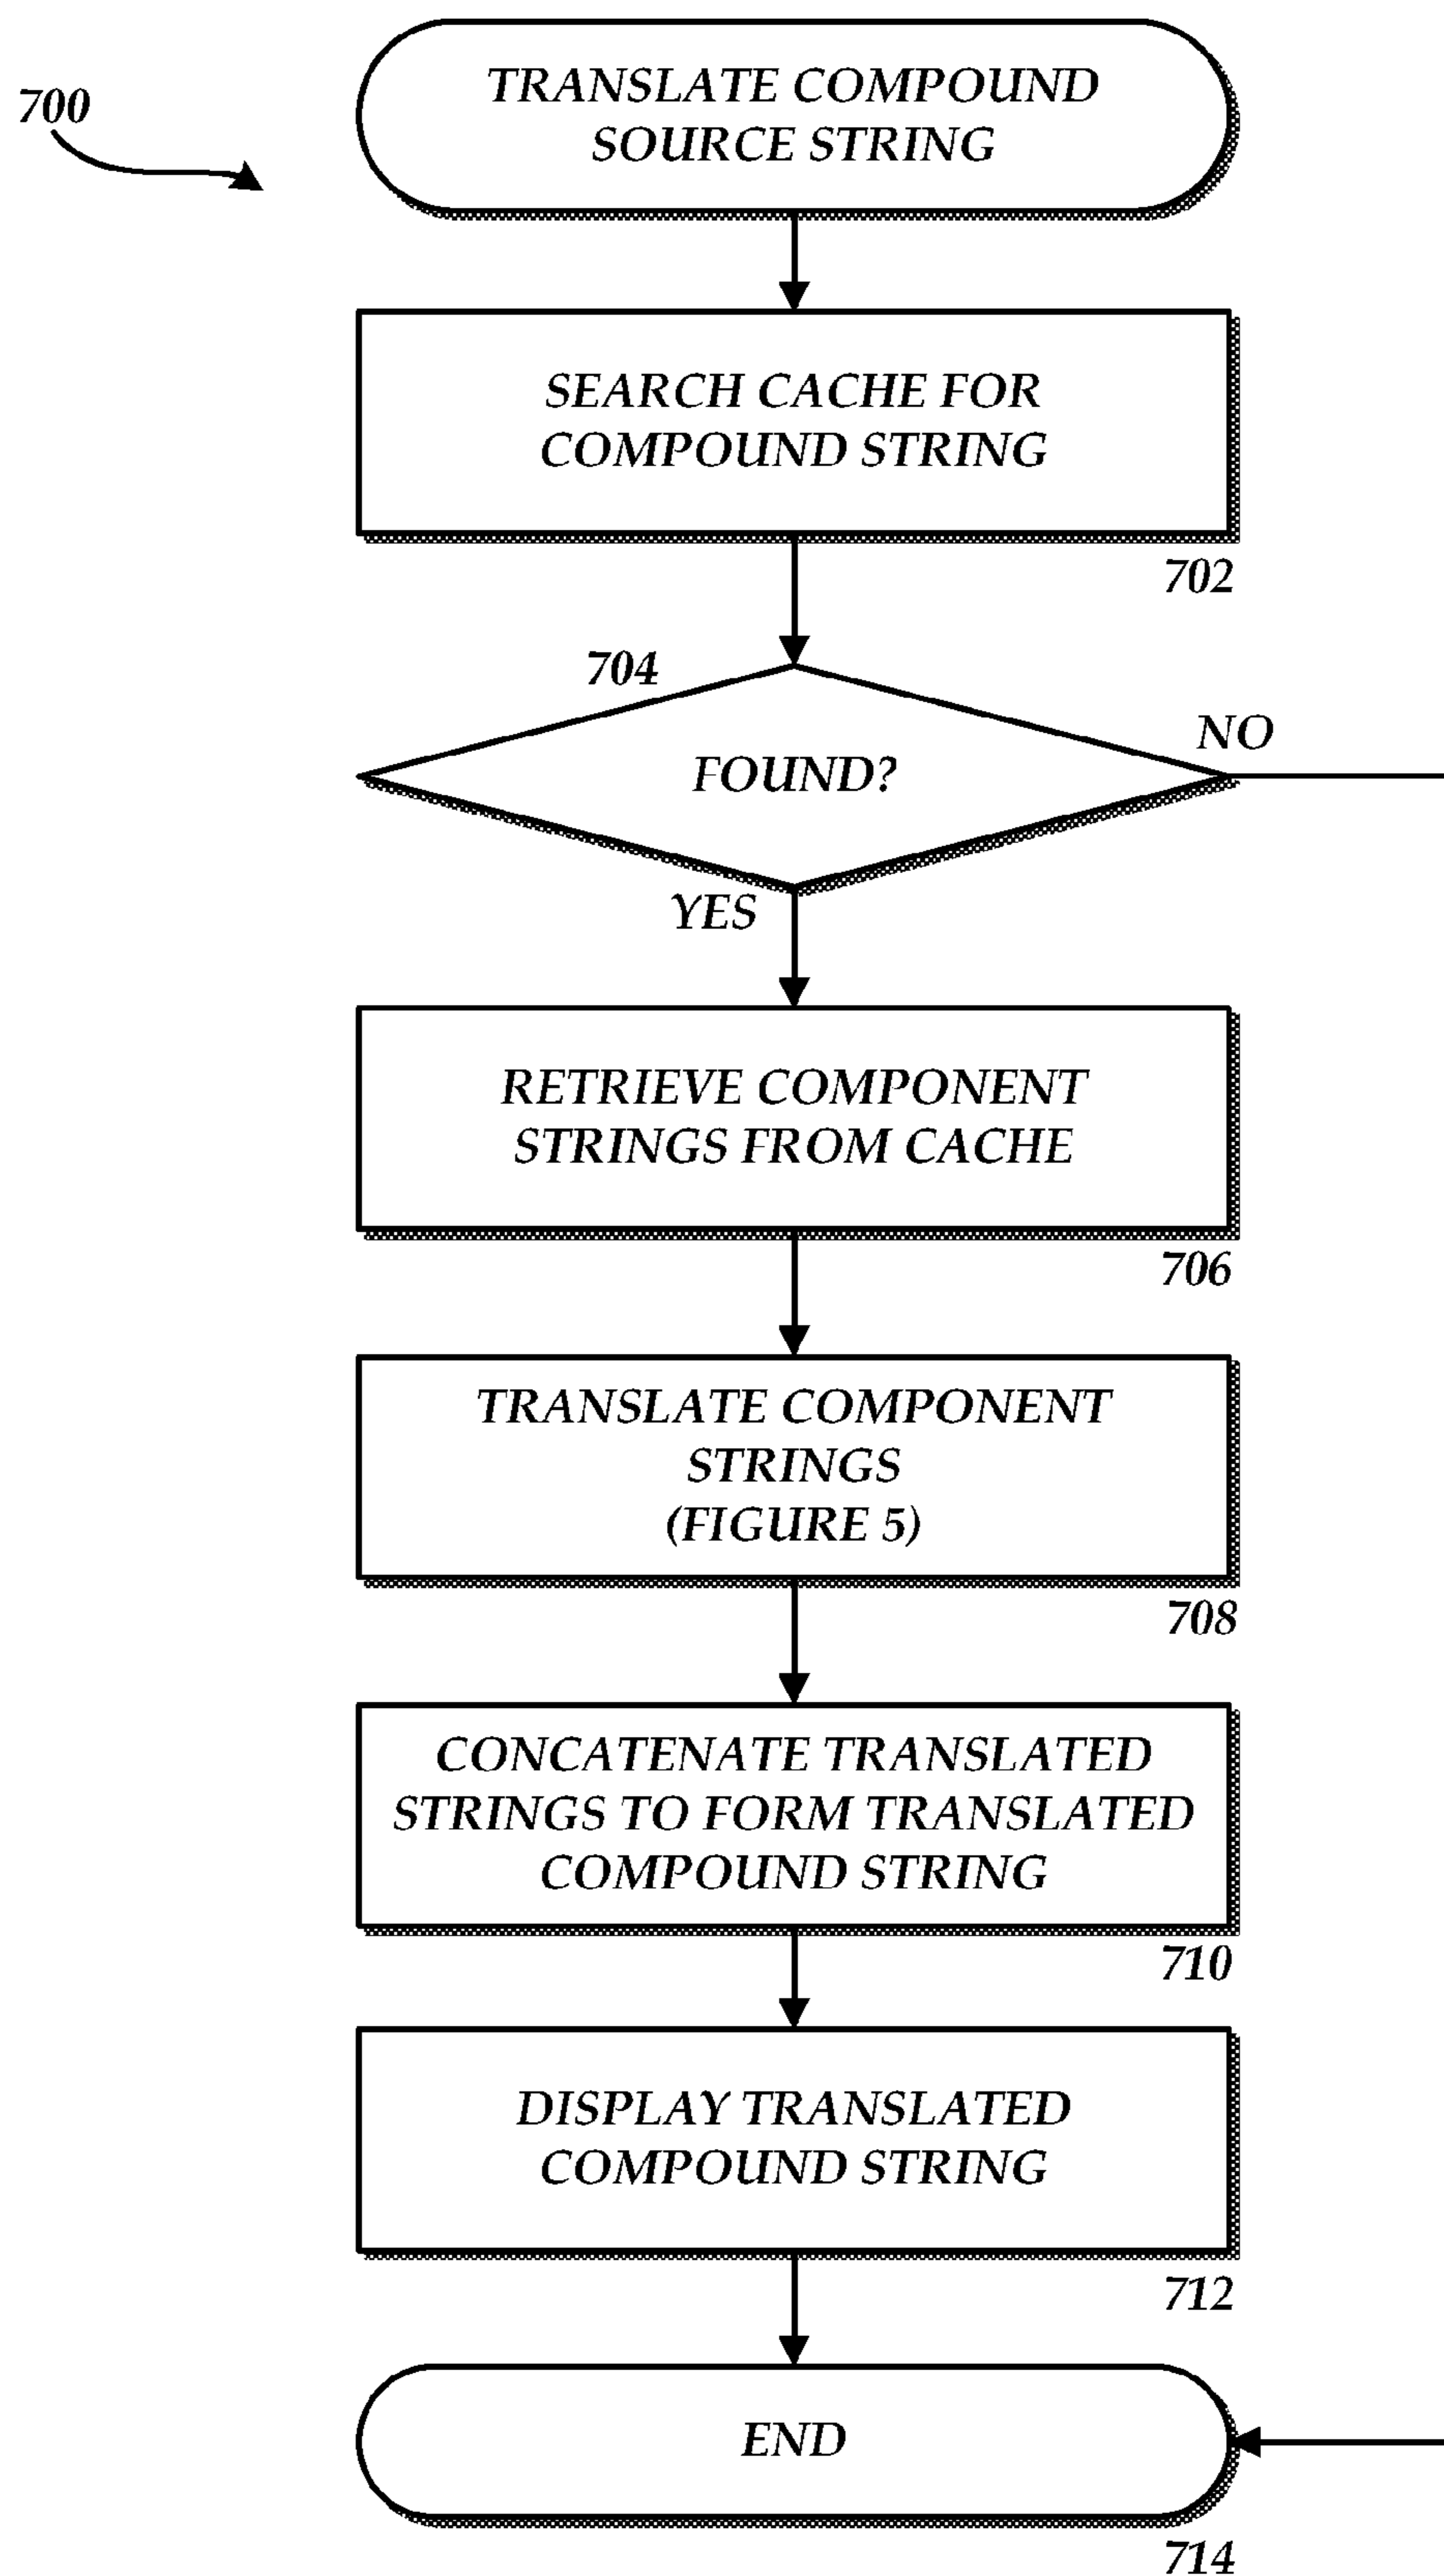 700
TRANSLATE COMPOUND
SOURCE STRING
SEARCH CACHE FOR
COMPOUND STRING
702
704
NO
FOUND?
YES
RETRIEVE COMPONENT
STRINGS FROM CACHE
706
TRANSLATE COMPONENT
STRINGS
(FIGURE 5)
708
CONCATENATE TRANSLATED
STRINGS TO FORM TRANSLATED
COMPOUND STRING
710
DISPLAY TRANSLATED
COMPOUND STRING
712
END
714